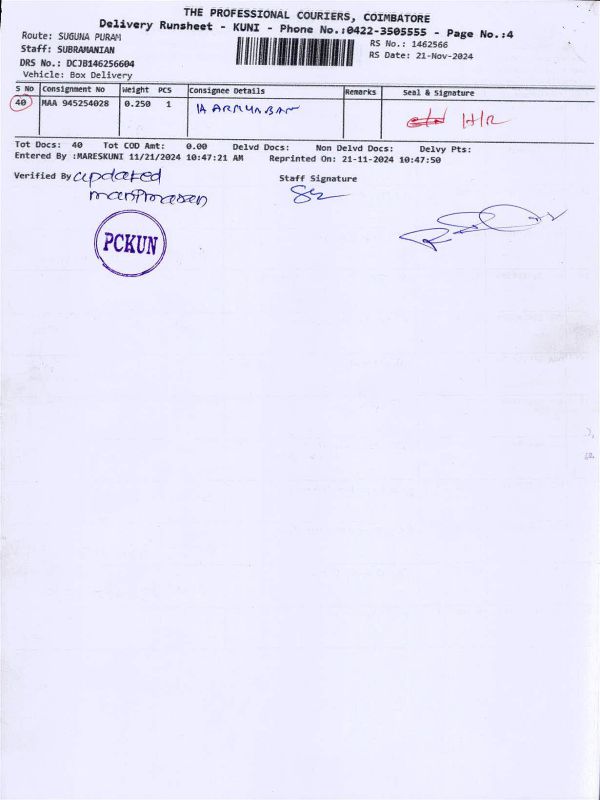 THE PROFESSIONAL COURIERS, COIMBATORE
Delivery Runsheet - KUNI - Phone No.:0422-3505555 - Page No.:4
Route: SUGUNA PURAM
RS No.: 1462566
Staff: SUBRAMANIAN
RS Date: 21-Nov-2024
DRS No.: DCJB146256604
Vehicle: Box Delivery
S No Consignment No Weight PCS Consignee Details Remarks Seal & Signature
40 MAA 945254028 0.250 1
H/R
Tot Docs: 40 Tot COD Amt: 0.00 Delvd Docs: Non Delvd Docs: Delvy Pts:
Entered By :MARESKUNI 11/21/2024 10:47:21 AM Reprinted On: 21-11-2024 10:47:50
Verified By updated
Staff Signature
PCKUN